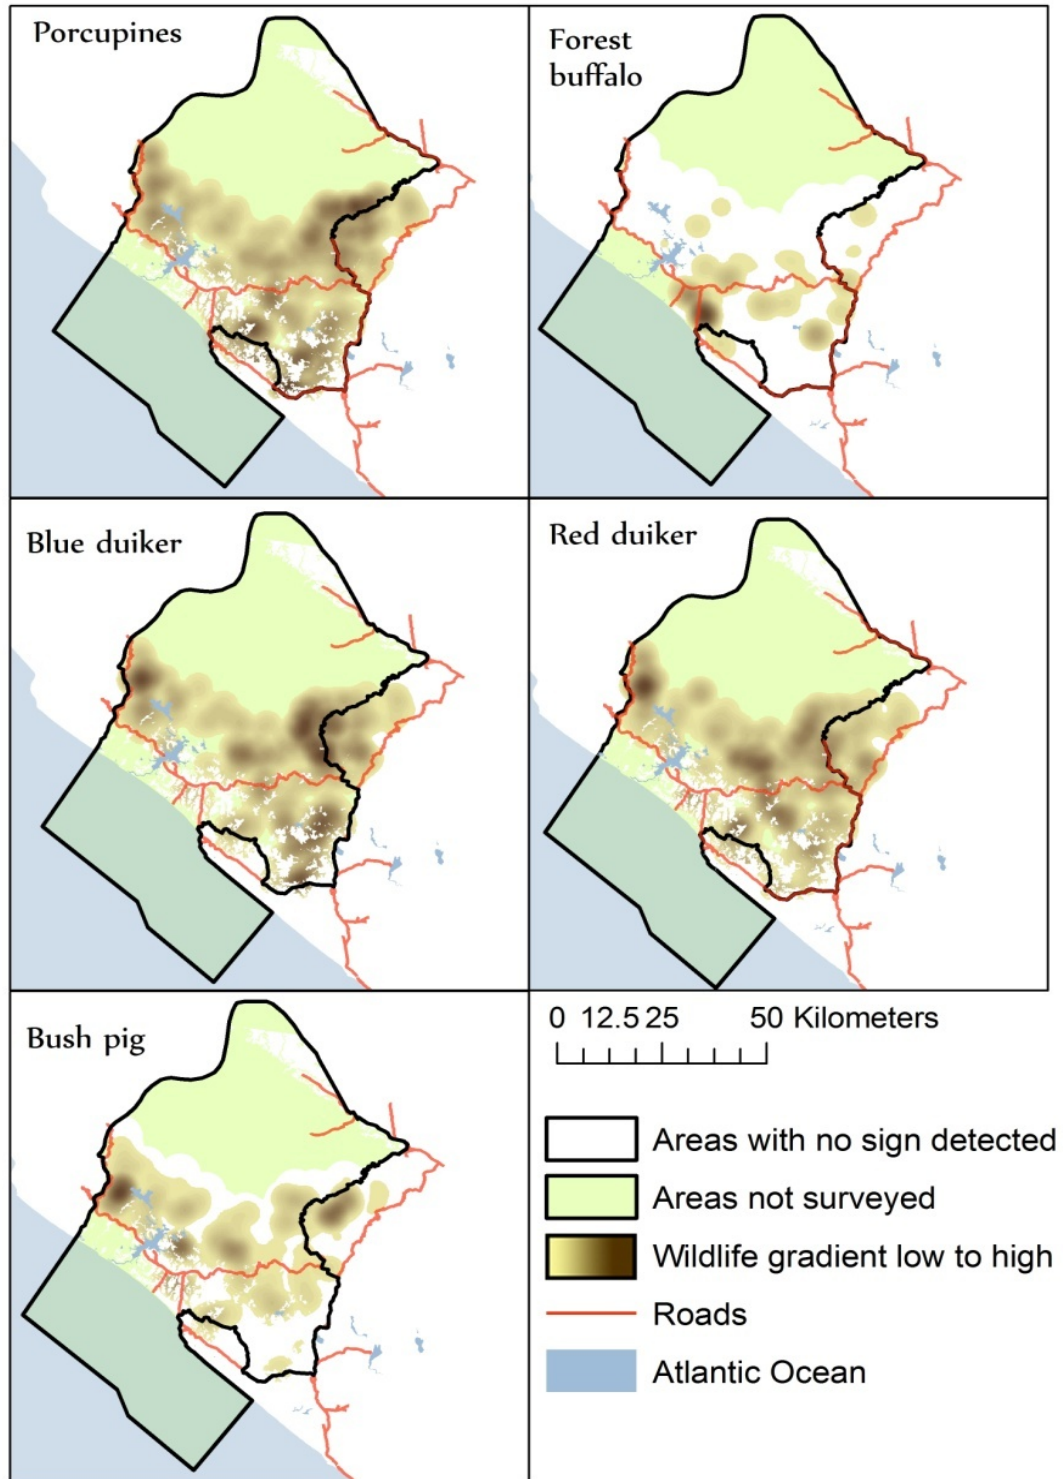 Porcupines
Forest
buffalo
Blue duiker
Red duiker
Bush pig
0 12.5 25 50 Kilometers
Areas with no sign detected
Areas not surveyed
Wildlife gradient low to high
Roads
Atlantic Ocean